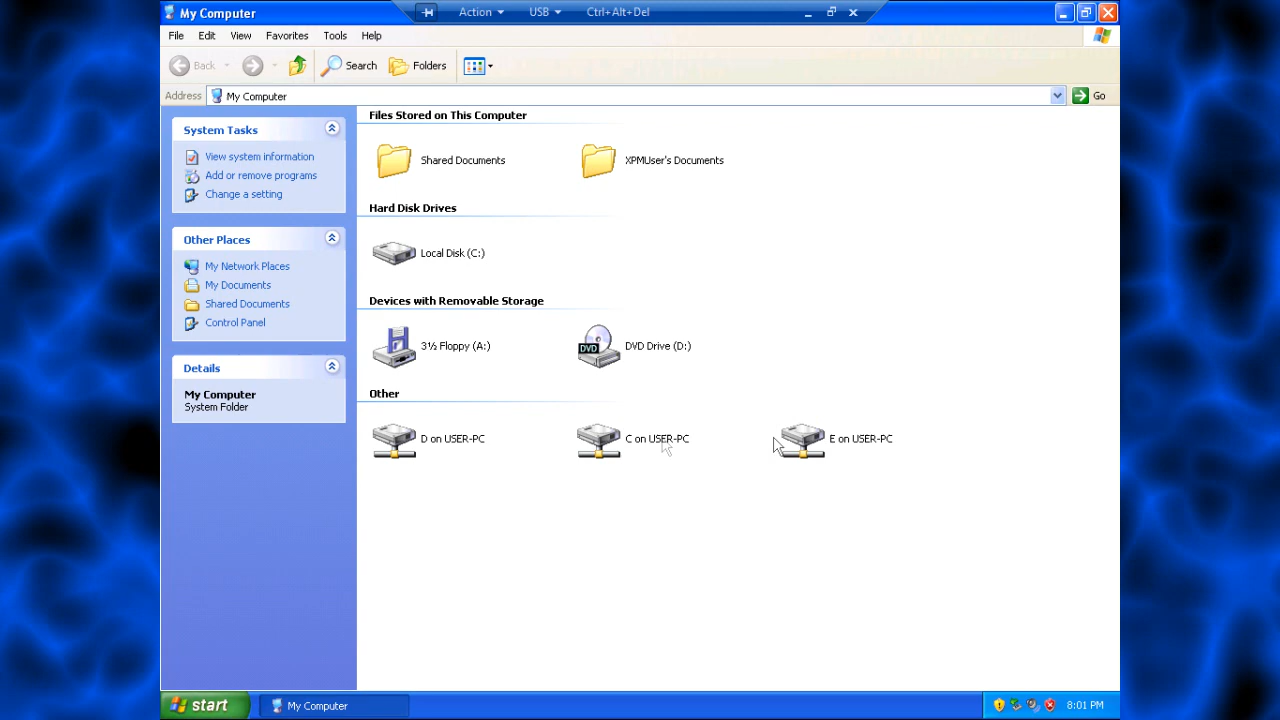 My Computer
Action
USB
Ctrl+Alt+Del
File Edit View Favorites Tools Help
Back
Search
Folders
Address
My Computer
Go
System Tasks
View system information
Add or remove programs
Change a setting
Other Places
My Network Places
My Documents
Shared Documents
Control Panel
Details
My Computer
System Folder
Files Stored on This Computer
Shared Documents
XPMUser's Documents
Hard Disk Drives
Local Disk (C:)
Devices with Removable Storage
3½ Floppy (A:)
DVD
DVD Drive (D:)
Other
D on USER-PC
C on USER-PC
E on USER-PC
start
My Computer
8:01 PM